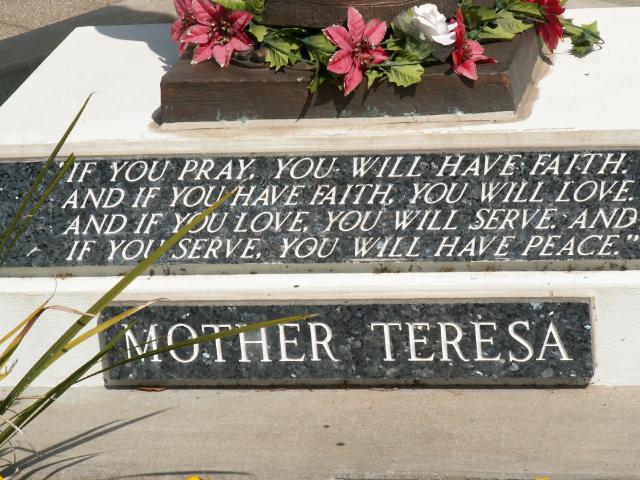 "IF YOU PRAY, YOU WILL HAVE FAITH.
AND IF YOU HAVE FAITH, YOU WILL LOVE.
AND IF YOU LOVE, YOU WILL SERVE. AND
IF YOU SERVE, YOU WILL HAVE PEACE."
MOTHER TERESA